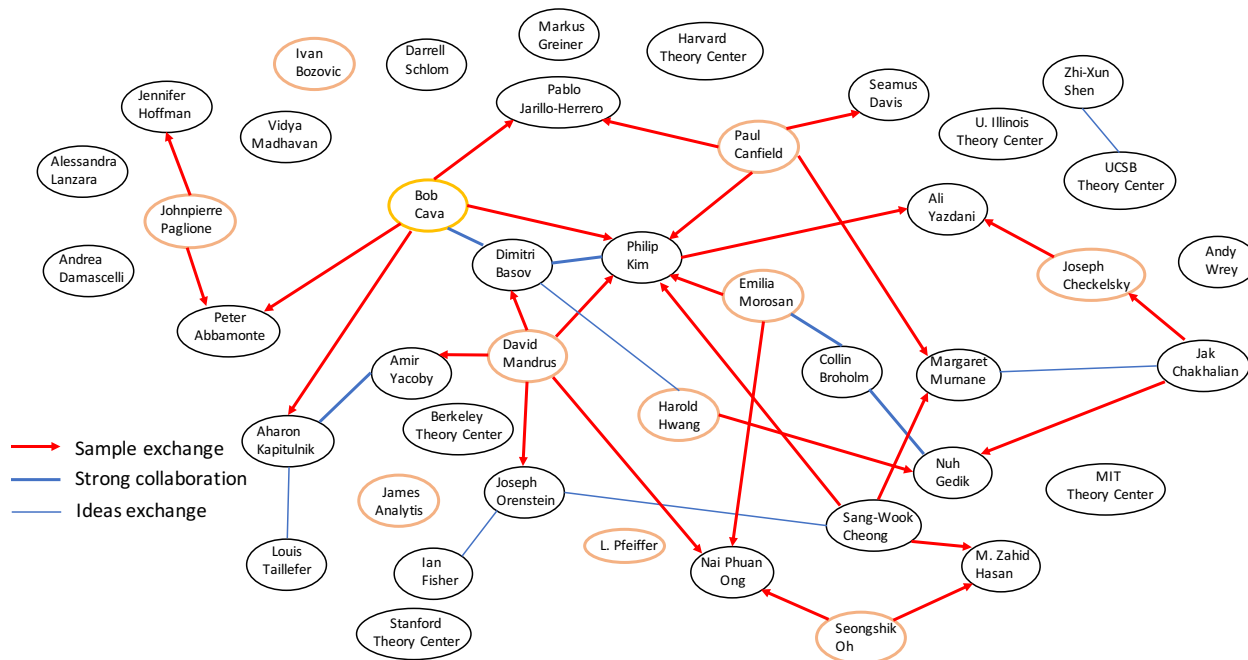 Markus
Greiner
Harvard
Theory Center
Ivan
Bozovic
Darrell
Schlom
Zhi-Xun
Shen
Jennifer
Hoffman
Pablo
Jarillo-Herrero
Seamus
Davis
Vidya
Madhavan
Paul
Canfield
U. Illinois
Theory Center
Alessandra
Lanzara
UCSB
Theory Center
Bob
Cava
Ali
Yazdani
Johnpierre
Paglione
Dimitri
Basov
Philip
Kim
Andrea
Damascelli
Emilia
Morosan
Joseph
Checkelsky
Andy
Wrey
Peter
Abbamonte
David
Mandrus
Amir
Yacoby
Collin
Broholm
Margaret
Murnane
Jak
Chakhalian
Berkeley
Theory Center
Harold
Hwang
Aharon
Kapitulnik
Sample exchange
Strong collaboration
Ideas exchange
Nuh
Gedik
MIT
Theory Center
James
Analytis
Joseph
Orenstein
Sang-Wook
Cheong
Louis
Taillefer
Ian
Fisher
L. Pfeiffer
Nai Phuan
Ong
M. Zahid
Hasan
Stanford
Theory Center
Seongshik
Oh